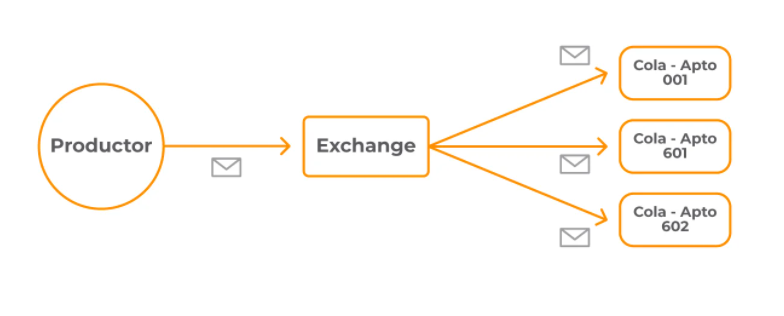 Productor
Exchange
Cola - Apto
001
Cola - Apto
601
Cola - Apto
602